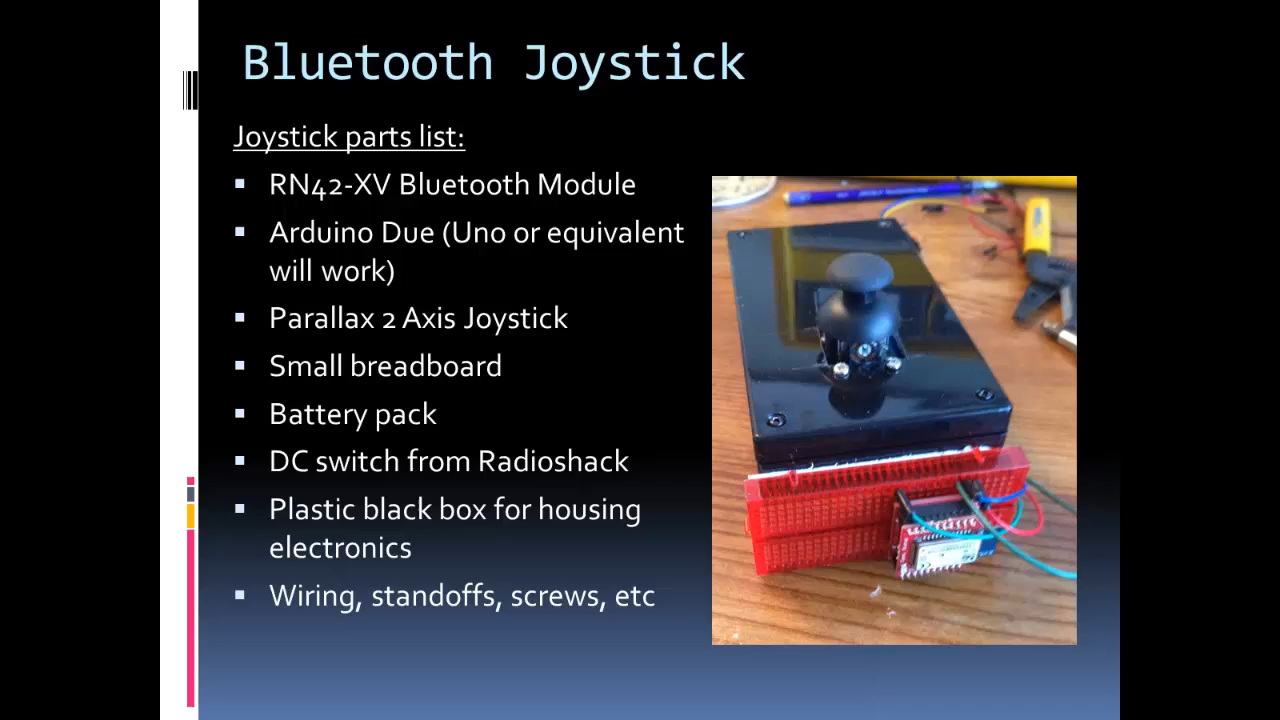 Bluetooth Joystick
Joystick parts list:
RN42-XV Bluetooth Module
Arduino Due (Uno or equivalent
will work)
Parallax 2 Axis Joystick
Small breadboard
Battery pack
DC switch from Radioshack
Plastic black box for housing
electronics
Wiring, standoffs, screws, etc